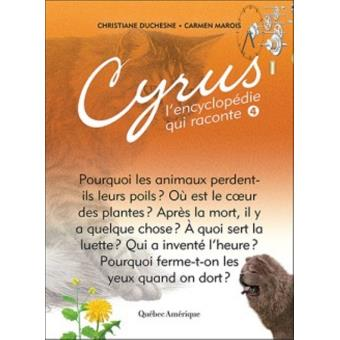 CHRISTIANE DUCHESNE • CARMEN MAROIS
Cyrus
l'encyclopédie
qui raconte 4
Pourquoi les animaux perdent-
ils leurs poils? Où est le cœur
des plantes? Après la mort, il y
a quelque chose? À quoi sert la
luette? Qui a inventé l'heure?
Pourquoi ferme-t-on les
yeux quand on dort?
Québec Amérique